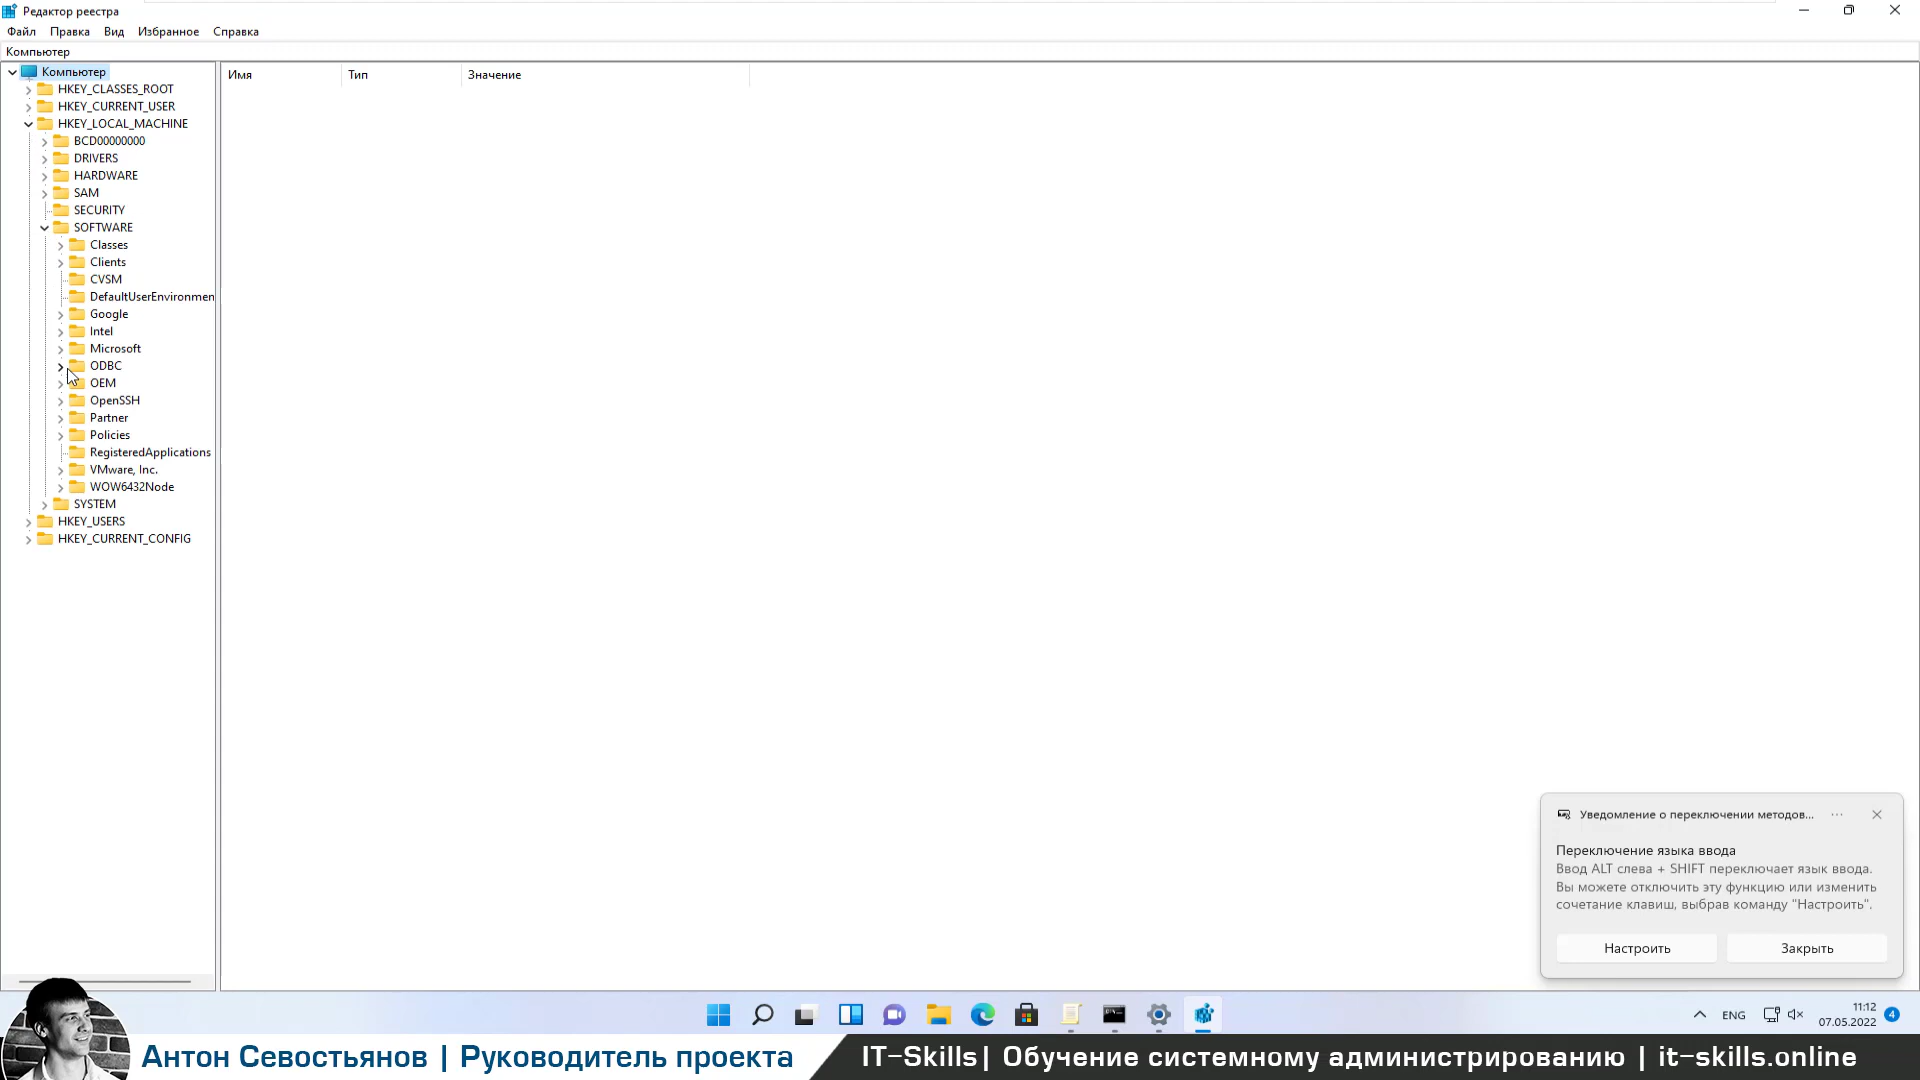 Редактор реестра
Файл Правка Вид Избранное Справка
Компьютер
Имя Тип Значение
Компьютер
HKEY_CLASSES_ROOT
HKEY_CURRENT_USER
HKEY_LOCAL_MACHINE
BCD00000000
DRIVERS
HARDWARE
SAM
SECURITY
SOFTWARE
Classes
Clients
CVSM
DefaultUserEnvironmen
Google
Intel
Microsoft
ODBC
OEM
OpenSSH
Partner
Policies
RegisteredApplications
VMware, Inc.
WOW6432Node
SYSTEM
HKEY_USERS
HKEY_CURRENT_CONFIG
Уведомление о переключении методов...
Переключение языка ввода
Ввод ALT слева + SHIFT переключает язык ввода.
Вы можете отключить эту функцию или изменить
сочетание клавиш, выбрав команду "Настроить".
Настроить Закрыть
ENG 11:12
07.05.2022 4
Антон Севостьянов | Руководитель проекта
IT-Skills| Обучение системному администрированию | it-skills.online